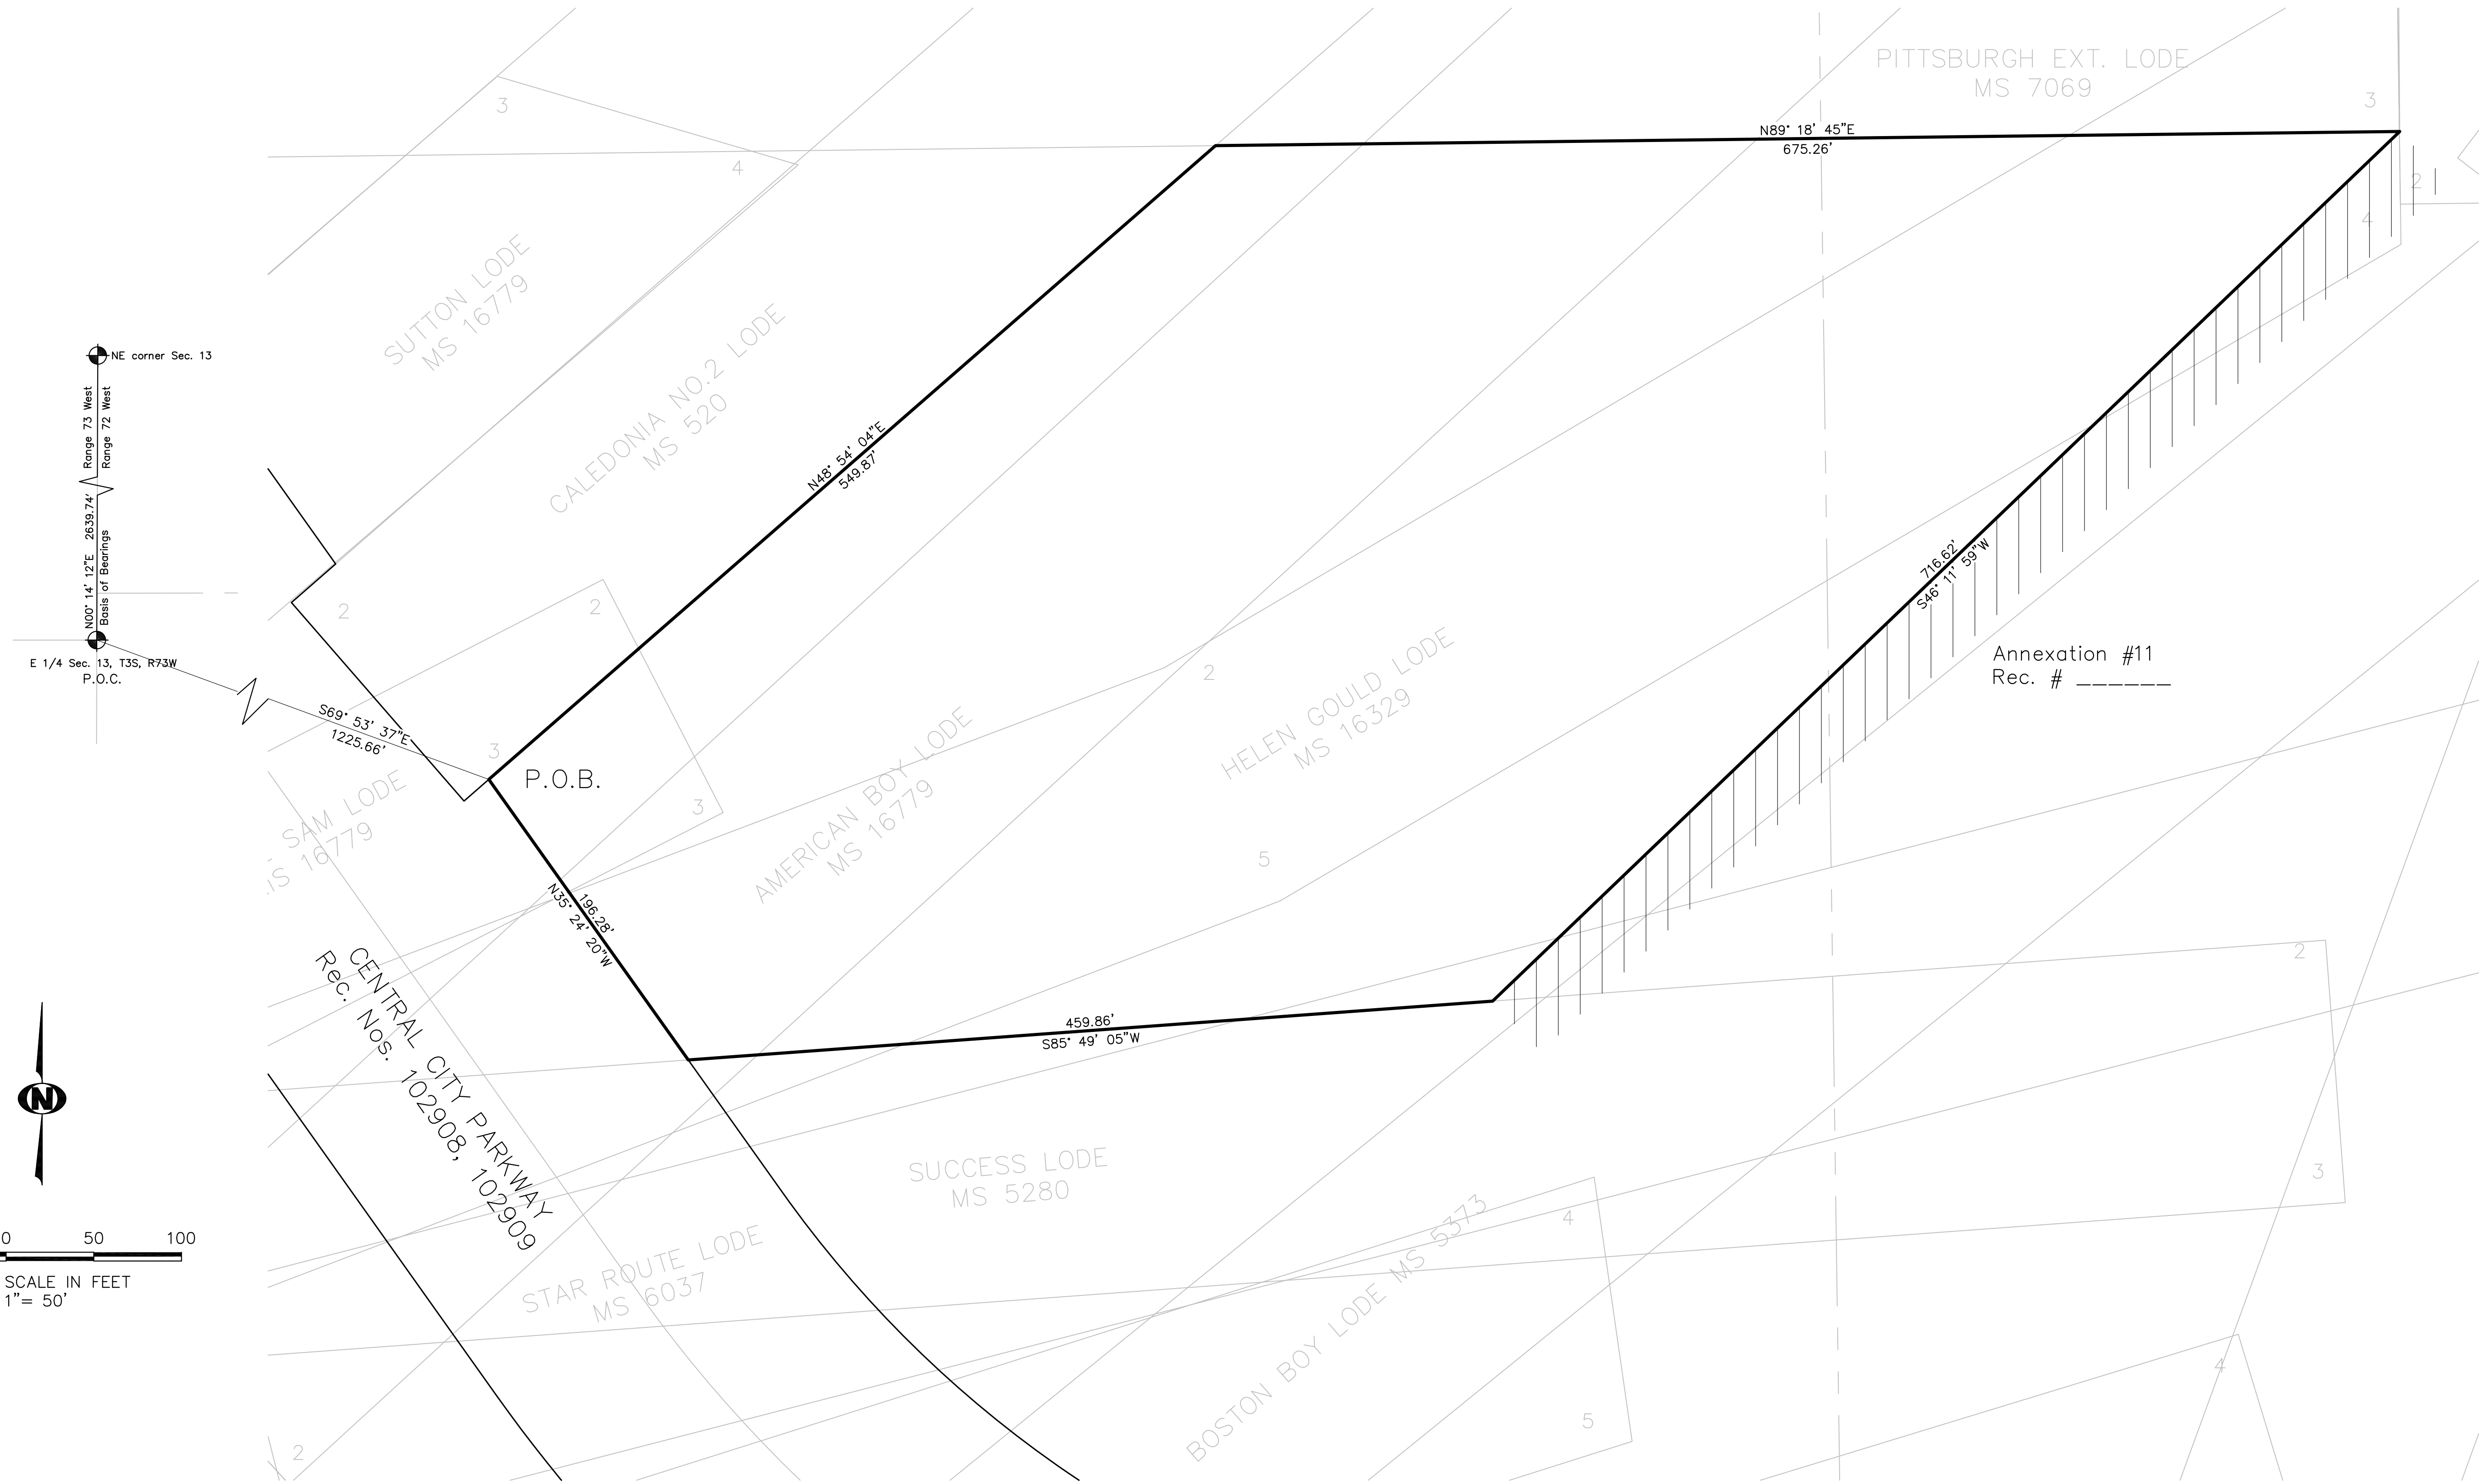 PITTSBURGH EXT. LODE
MS 7069
3
3
4
N89° 18' 45"E
675.26'
2
4
SUTTON LODE
MS 16779
CALEDONIA NO.2 LODE
MS 520
NE corner Sec. 13
Range 73 West
Range 72 West
N00° 14' 12"E 2639.74'
Basis of Bearings
E 1/4 Sec. 13, T3S, R73W
P.O.C.
N48° 54' 04"E
549.87'
716.62'
S46° 11' 59"W
2
2
2
HELEN GOULD LODE
MS 16329
Annexation #11
Rec. # ______
S69° 53' 37"E
1225.66'
3
P.O.B.
3
SAM LODE
MS 16779
AMERICAN BOY LODE
MS 16779
5
196.28'
N35° 24' 20"W
CENTRAL CITY PARKWAY
Rec. Nos. 102908, 102909
459.86'
S85° 49' 05"W
2
3
SUCCESS LODE
MS 5280
STAR ROUTE LODE
MS 6037
4
BOSTON BOY LODE MS 5373
5
4
2
N
0 50 100
SCALE IN FEET
1"= 50'